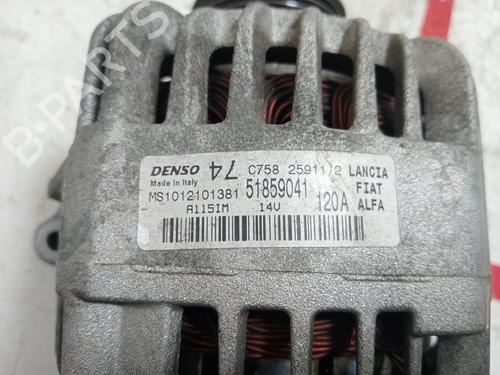 B-PARTS
DENSO 74 C758 25911/2 LANCIA
Made in Italy
MS1012101381 51859041 FIAT
A115IM 14V 120A ALFA